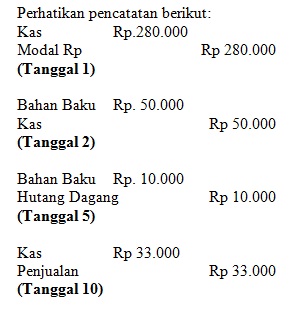 Perhatikan pencatatan berikut:
Kas Rp.280.000
Modal Rp Rp 280.000
(Tanggal 1)
Bahan Baku Rp. 50.000
Kas Rp 50.000
(Tanggal 2)
Bahan Baku Rp. 10.000
Hutang Dagang Rp 10.000
(Tanggal 5)
Kas Rp 33.000
Penjualan Rp 33.000
(Tanggal 10)